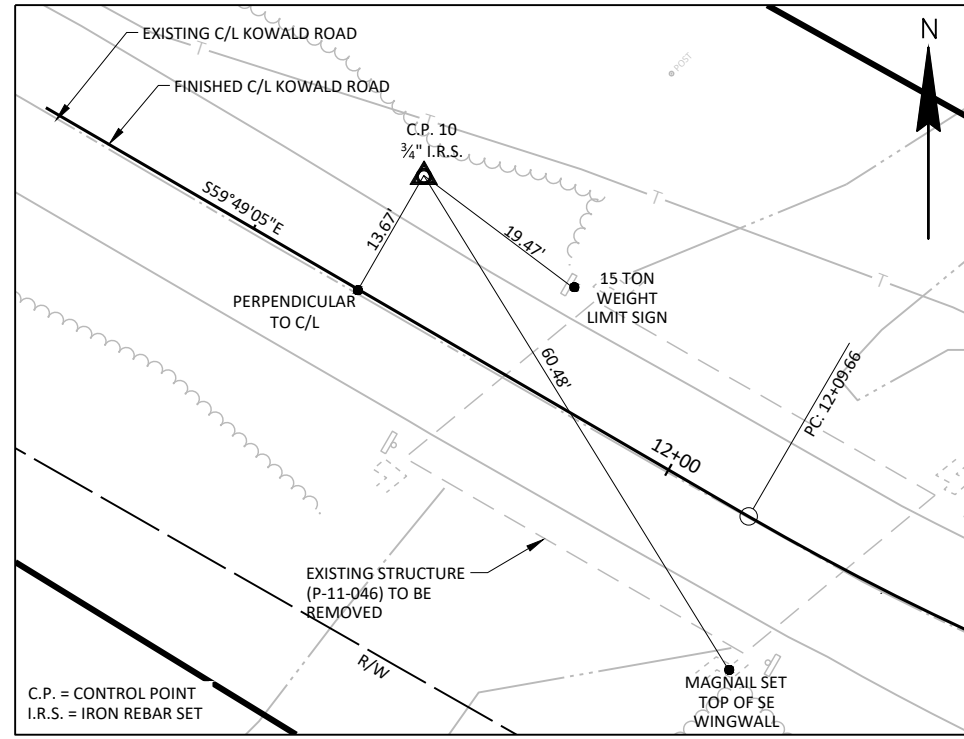 EXISTING C/L KOWALD ROAD
N
T
POST
FINISHED C/L KOWALD ROAD
C.P. 10
¾" I.R.S.
S59°49'05"E
T
13.67'
19.47'
T
PERPENDICULAR
TO C/L
15 TON
WEIGHT
LIMIT SIGN
60.48'
PC: 12+09.66
12+00
EXISTING STRUCTURE
(P-11-046) TO BE
REMOVED
R/W
MAGNAIL SET
TOP OF SE
WINGWALL
C.P. = CONTROL POINT
I.R.S. = IRON REBAR SET